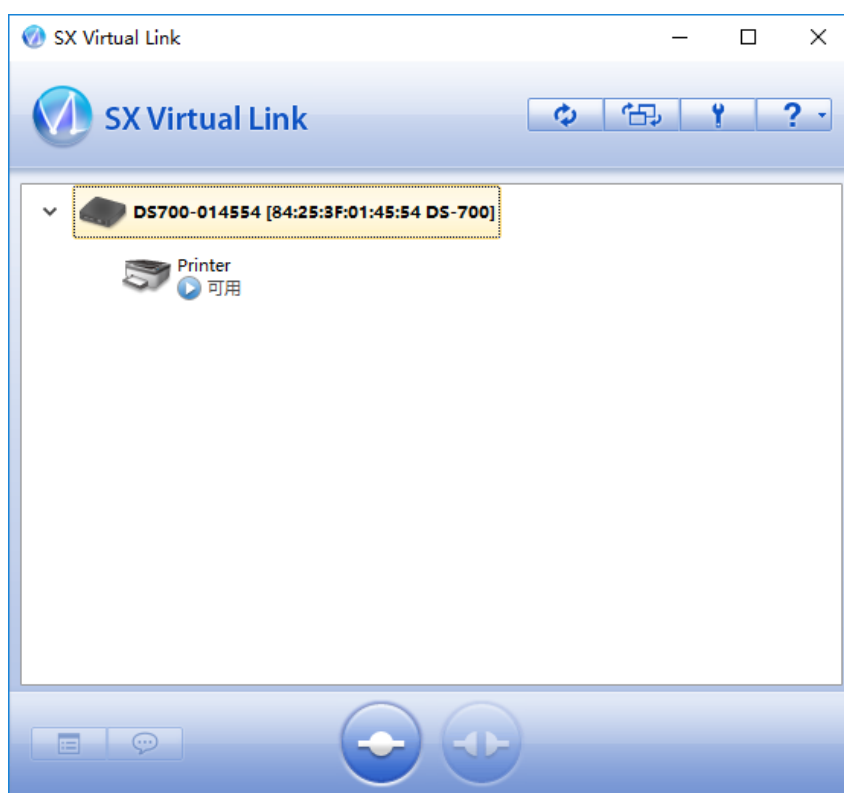 SX Virtual Link
SX Virtual Link
?
DS700-014554 [84:25:3F:01:45:54 DS-700]
Printer
可用